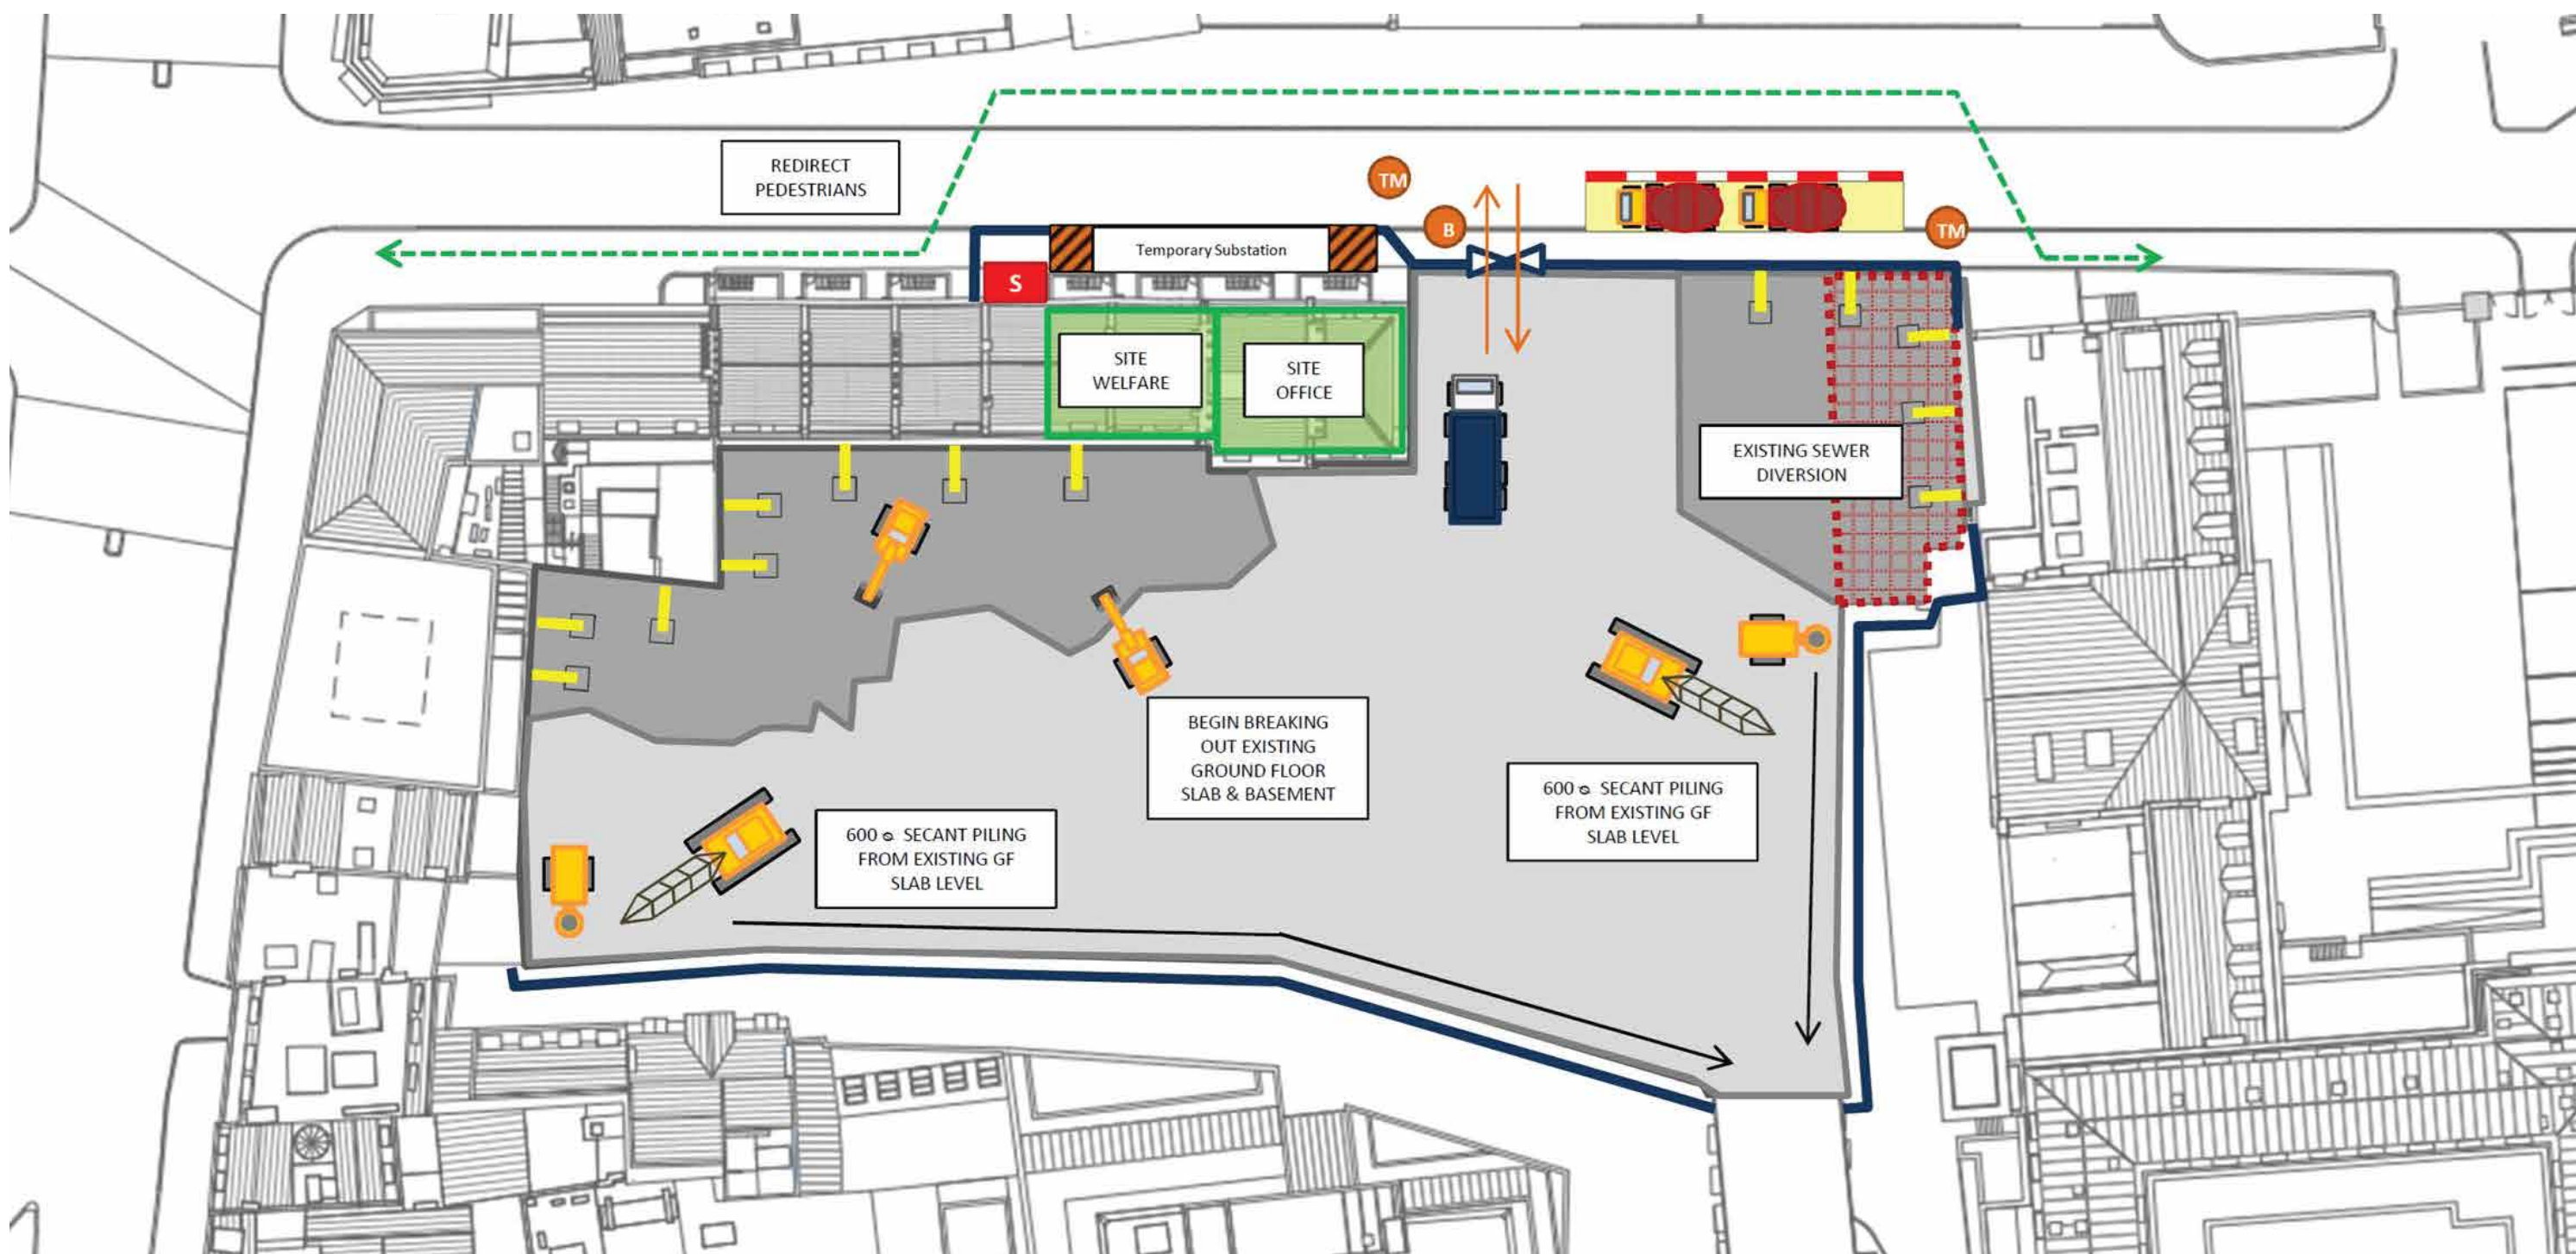 REDIRECT
PEDESTRIANS
TM
B
TM
Temporary Substation
S
SITE
WELFARE
SITE
OFFICE
EXISTING SEWER
DIVERSION
BEGIN BREAKING
OUT EXISTING
GROUND FLOOR
SLAB & BASEMENT
600 ⌀ SECANT PILING
FROM EXISTING GF
SLAB LEVEL
600 ⌀ SECANT PILING
FROM EXISTING GF
SLAB LEVEL